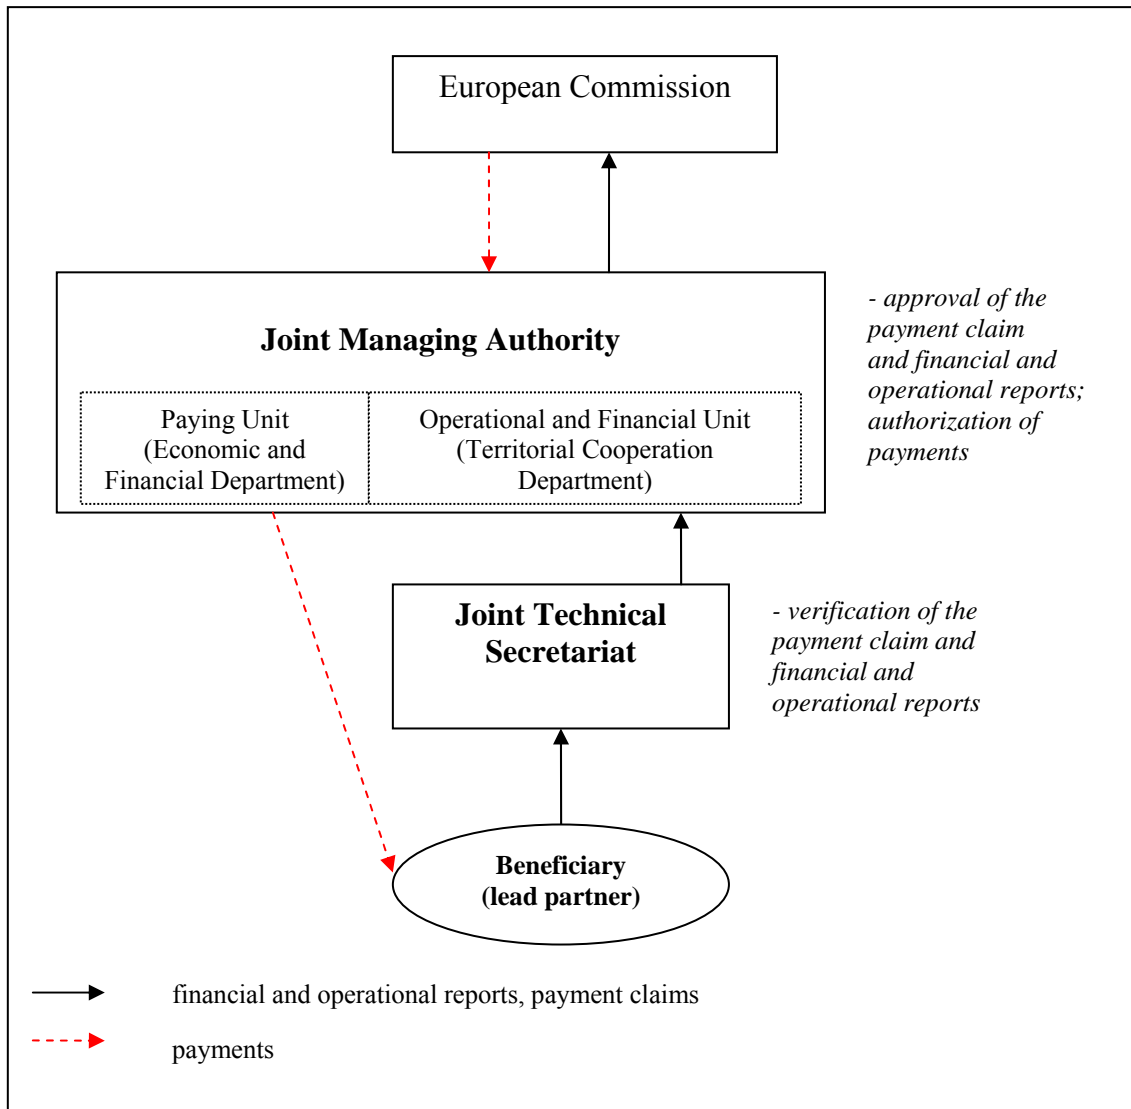 European Commission
Joint Managing Authority
- approval of the
payment claim
and financial and
operational reports;
authorization of
payments
Paying Unit
(Economic and
Financial Department)
Operational and Financial Unit
(Territorial Cooperation
Department)
Joint Technical
Secretariat
- verification of the
payment claim and
financial and
operational reports
Beneficiary
(lead partner)
financial and operational reports, payment claims
payments